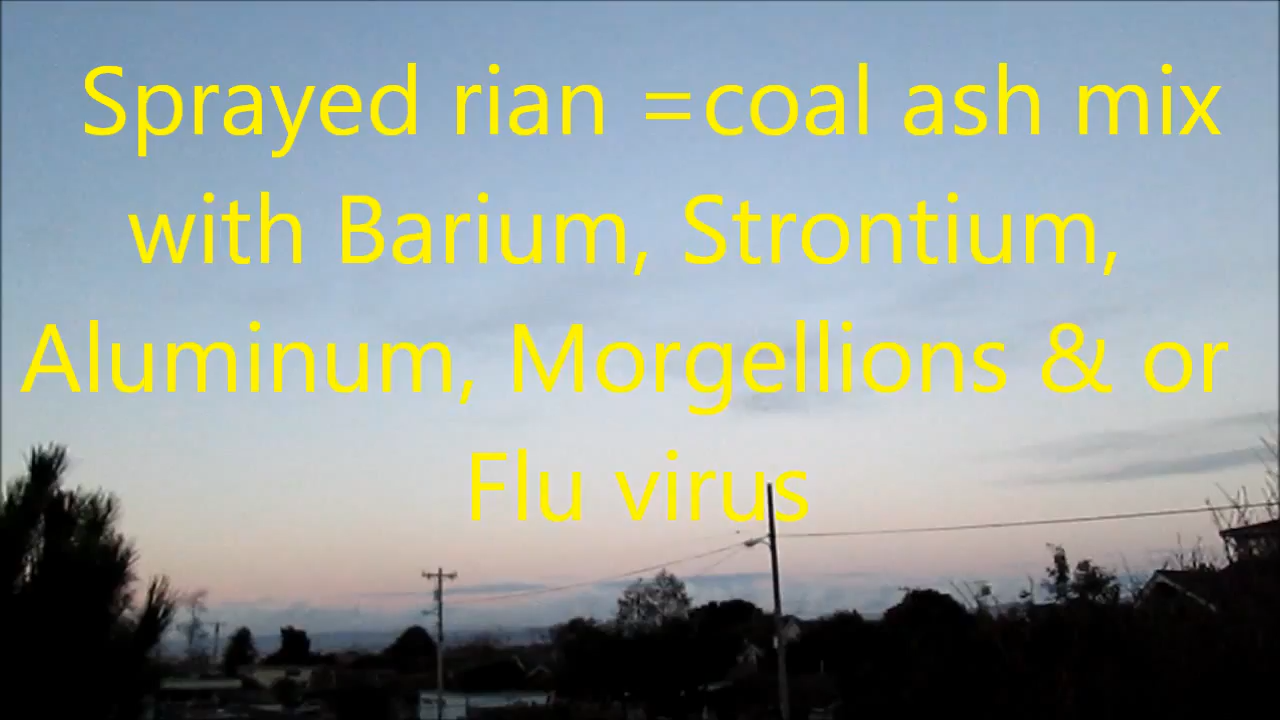 Sprayed rian =coal ash mix
with Barium, Strontium,
Aluminum, Morgellions & or
Flu virus